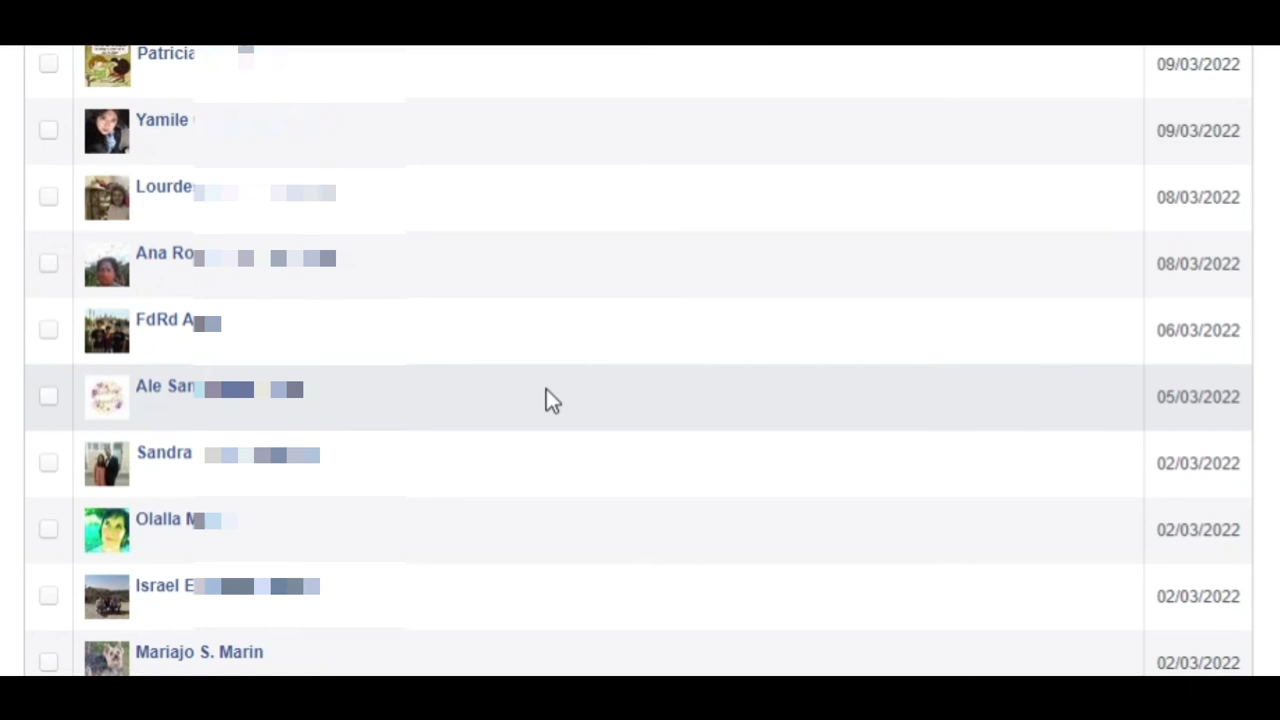 Patricia
09/03/2022
Yamile
09/03/2022
Lourdes
08/03/2022
Ana Ro
08/03/2022
FdRd A
06/03/2022
Ale San
05/03/2022
Sandra
02/03/2022
Olalla M
02/03/2022
Israel E
02/03/2022
Mariajo S. Marin
02/03/2022